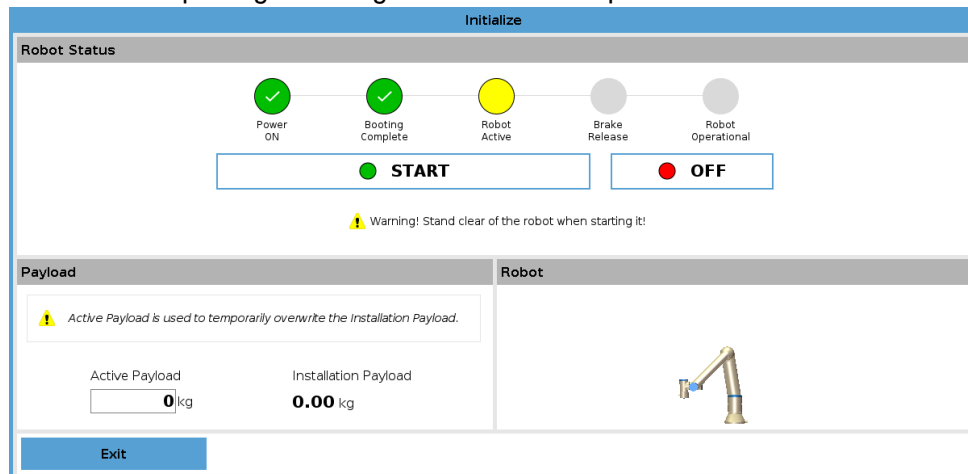 Initialize
Robot Status
Power
ON
Booting
Complete
Robot
Active
Brake
Release
Robot
Operational
START
OFF
Warning! Stand clear of the robot when starting it!
Payload
Robot
Active Payload is used to temporarily overwrite the Installation Payload.
Active Payload
Installation Payload
0 kg
0.00 kg
Exit